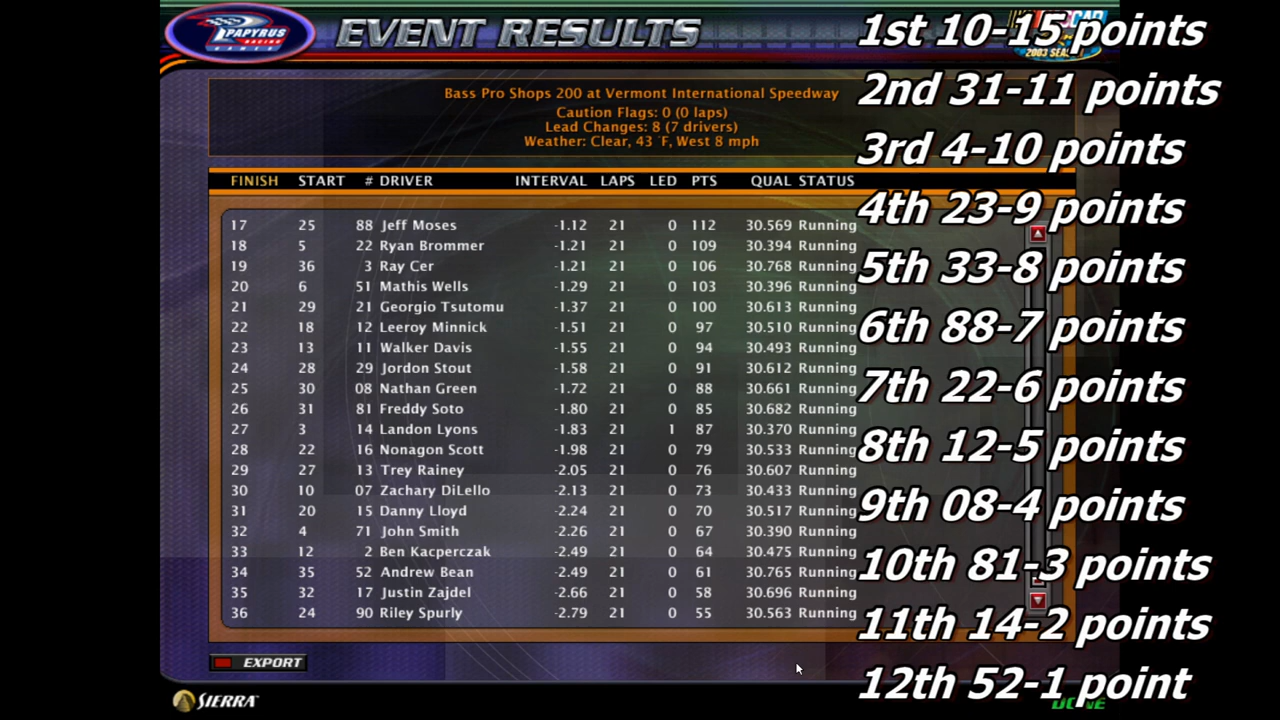 PAPYRUS
RACING
GAMES
EVENT RESULTS
1st 10-15 points
2003 SEAS
Bass Pro Shops 200 at Vermont International Speedway
2nd 31-11 points
Caution Flags: 0 (0 laps)
Lead Changes: 8 (7 drivers)
Weather: Clear, 43 °F, West 8 mph
3rd 4-10 points
FINISH START # DRIVER INTERVAL LAPS LED PTS QUAL STATUS
4th 23-9 points
17 25 88 Jeff Moses -1.12 21 0 112 30.569 Running
18 5 22 Ryan Brommer -1.21 21 0 109 30.394 Running
19 36 3 Ray Cer -1.21 21 0 106 30.768 Running
5th 33-8 points
20 6 51 Mathis Wells -1.29 21 0 103 30.396 Running
21 29 21 Georgio Tsutomu -1.37 21 0 100 30.613 Running
22 18 12 Leeroy Minnick -1.51 21 0 97 30.510 Running
6th 88-7 points
23 13 11 Walker Davis -1.55 21 0 94 30.493 Running
24 28 29 Jordon Stout -1.58 21 0 91 30.612 Running
25 30 08 Nathan Green -1.72 21 0 88 30.661 Running
7th 22-6 points
26 31 81 Freddy Soto -1.80 21 0 85 30.682 Running
27 3 14 Landon Lyons -1.83 21 1 87 30.370 Running
28 22 16 Nonagon Scott -1.98 21 0 79 30.533 Running
8th 12-5 points
29 27 13 Trey Rainey -2.05 21 0 76 30.607 Running
30 10 07 Zachary DiLello -2.13 21 0 73 30.433 Running
31 20 15 Danny Lloyd -2.24 21 0 70 30.517 Running
9th 08-4 points
32 4 71 John Smith -2.26 21 0 67 30.390 Running
33 12 2 Ben Kacperczak -2.49 21 0 64 30.475 Running
34 35 52 Andrew Bean -2.49 21 0 61 30.765 Running
10th 81-3 points
35 32 17 Justin Zajdel -2.66 21 0 58 30.696 Running
36 24 90 Riley Spurly -2.79 21 0 55 30.563 Running
11th 14-2 points
EXPORT
12th 52-1 point
SIERRA
DONE